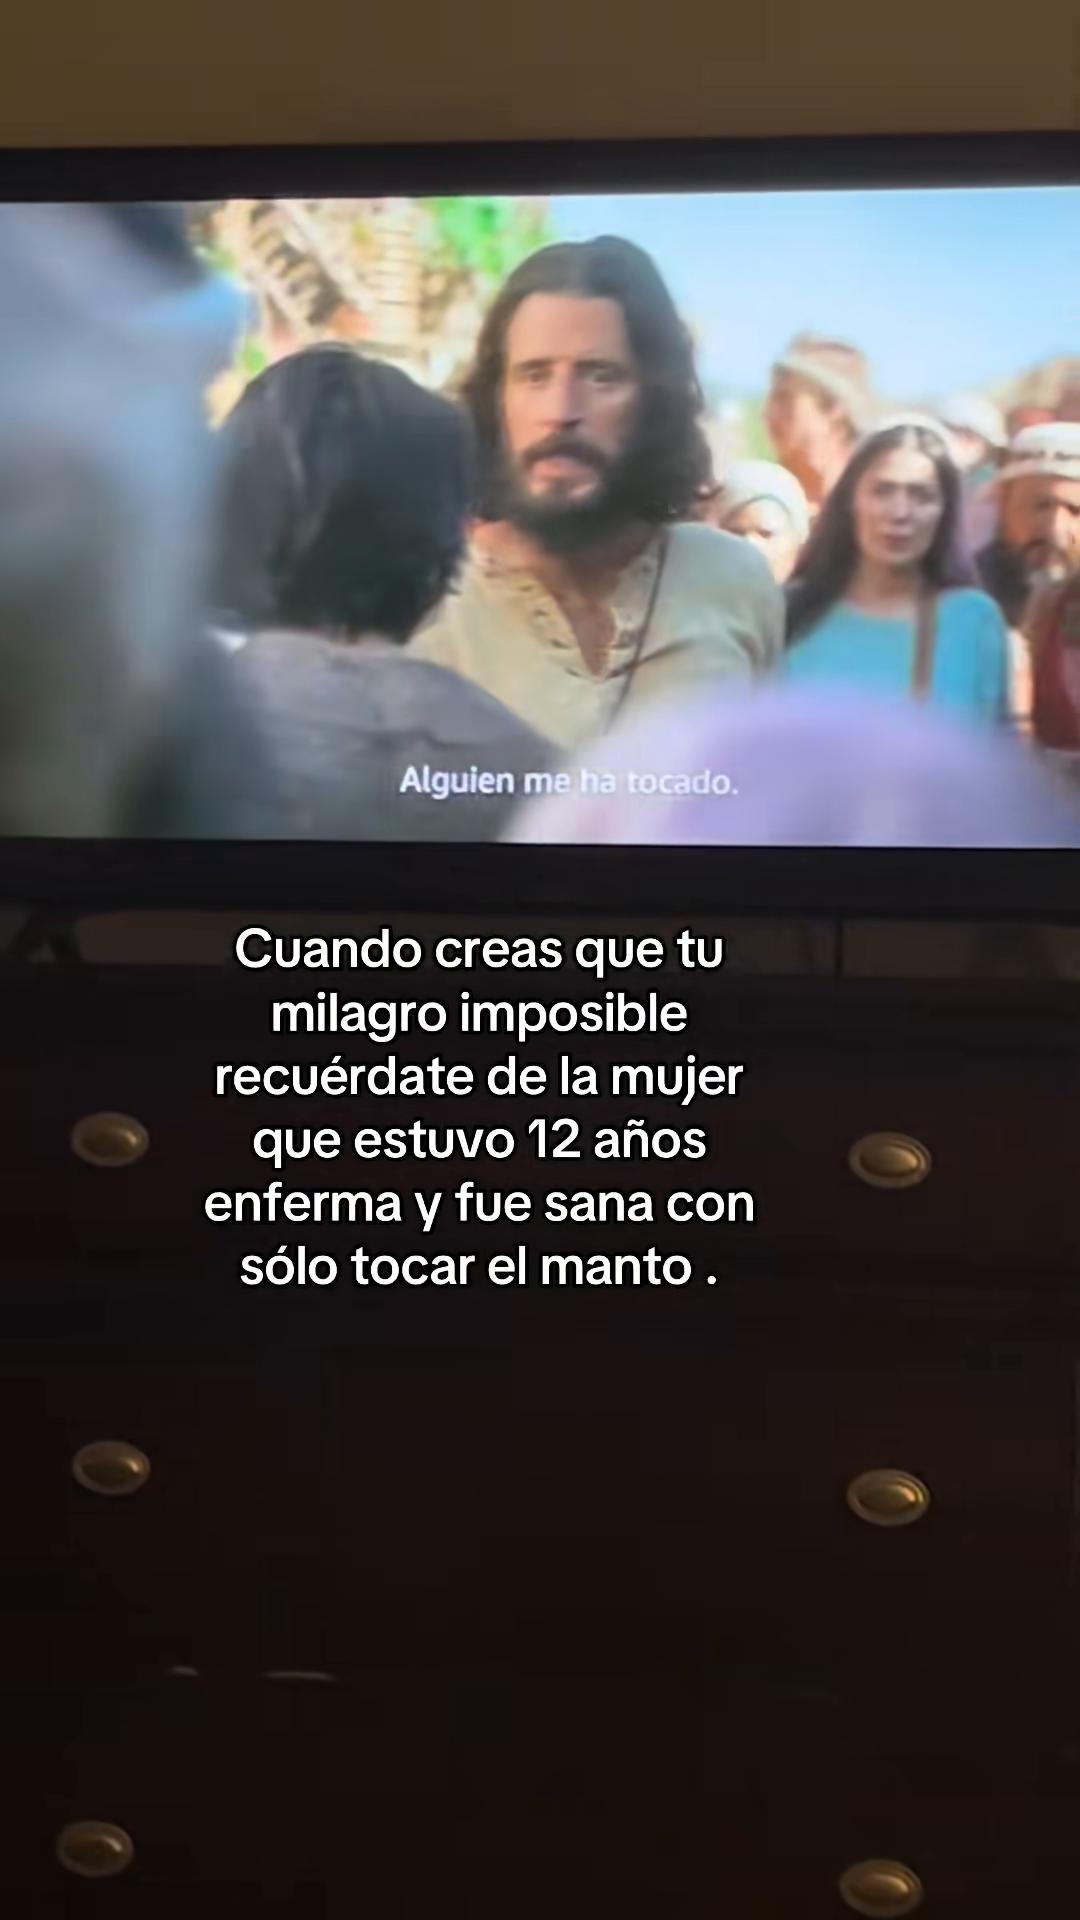 Alguien me ha tocado.
Cuando creas que tu
milagro imposible
recuérdate de la mujer
que estuvo 12 años
enferma y fue sana con
sólo tocar el manto .